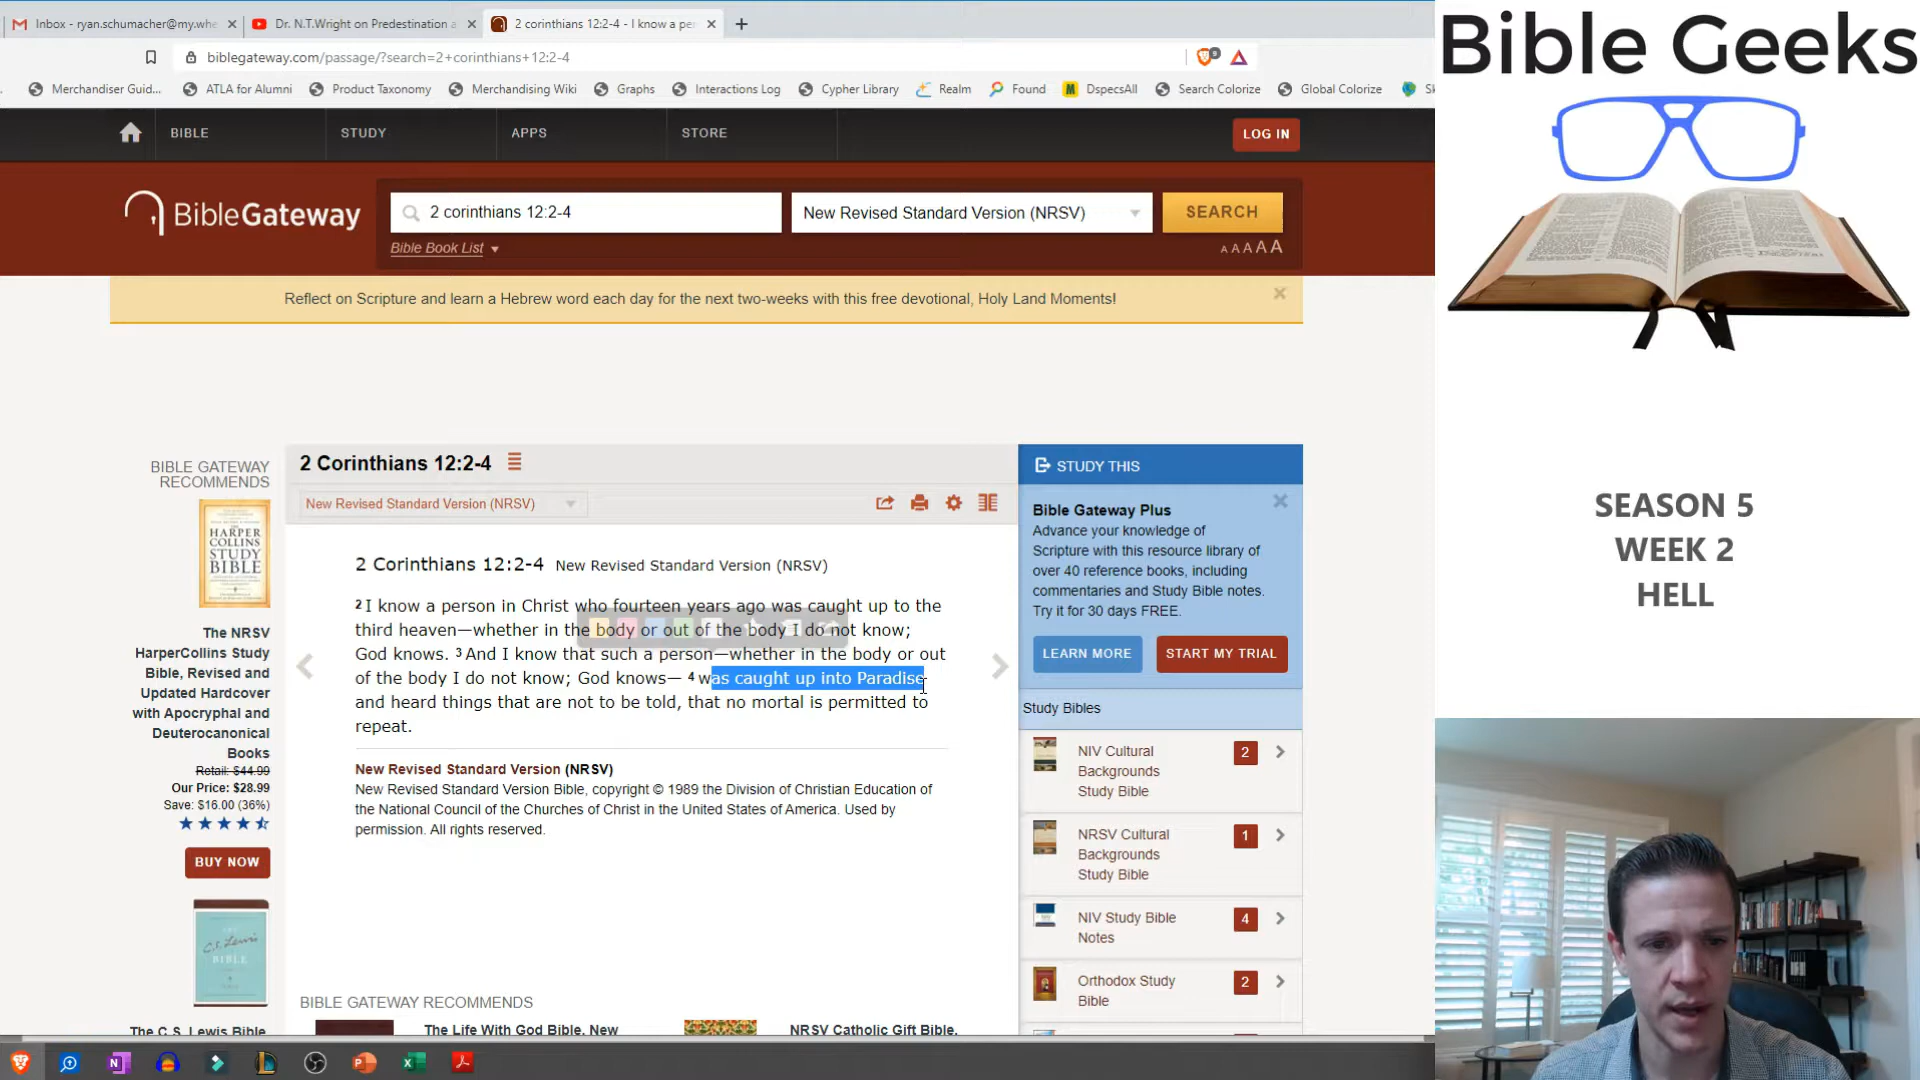 Inbox - ryan.schumacher@my.whe
Dr. N.T.Wright on Predestination a
2 corinthians 12:2-4 - I know a per
biblegateway.com/passage/?search=2+corinthians+12:2-4
9
Merchandiser Guid...
ATLA for Alumni
Product Taxonomy
Merchandising Wiki
Graphs
Interactions Log
Cypher Library
Realm
Found
DspecsAll
Search Colorize
Global Colorize
BIBLE
STUDY
APPS
STORE
LOG IN
BibleGateway
2 corinthians 12:2-4
New Revised Standard Version (NRSV)
SEARCH
Bible Book List
A A A A A
Reflect on Scripture and learn a Hebrew word each day for the next two-weeks with this free devotional, Holy Land Moments!
BIBLE GATEWAY
RECOMMENDS
THE
HARPER
COLLINS
STUDY
BIBLE
The NRSV
HarperCollins Study
Bible, Revised and
Updated Hardcover
with Apocryphal and
Deuterocanonical
Books
Retail: $44.99
Our Price: $28.99
Save: $16.00 (36%)
BUY NOW
THE
C.S. Lewis
BIBLE
The C.S. Lewis Bible,
2 Corinthians 12:2-4
New Revised Standard Version (NRSV)
2 Corinthians 12:2-4 New Revised Standard Version (NRSV)
2 I know a person in Christ who fourteen years ago was caught up to the
third heaven—whether in the body or out of the body I do not know;
God knows. 3 And I know that such a person—whether in the body or out
of the body I do not know; God knows— 4 was caught up into Paradise
and heard things that are not to be told, that no mortal is permitted to
repeat.
New Revised Standard Version (NRSV)
New Revised Standard Version Bible, copyright © 1989 the Division of Christian Education of
the National Council of the Churches of Christ in the United States of America. Used by
permission. All rights reserved.
BIBLE GATEWAY RECOMMENDS
The Life With God Bible, New
NRSV Catholic Gift Bible,
STUDY THIS
Bible Gateway Plus
Advance your knowledge of
Scripture with this resource library of
over 40 reference books, including
commentaries and Study Bible notes.
Try it for 30 days FREE.
LEARN MORE
START MY TRIAL
Study Bibles
NIV Cultural
Backgrounds
Study Bible
2
NRSV Cultural
Backgrounds
Study Bible
1
NIV Study Bible
Notes
4
Orthodox Study
Bible
2
Bible Geeks
SEASON 5
WEEK 2
HELL